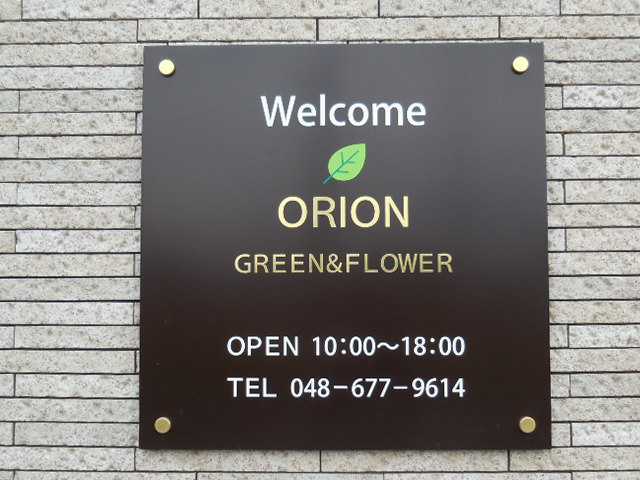 Welcome
ORION
GREEN&FLOWER
OPEN 10:00～18:00
TEL 048−677−9614